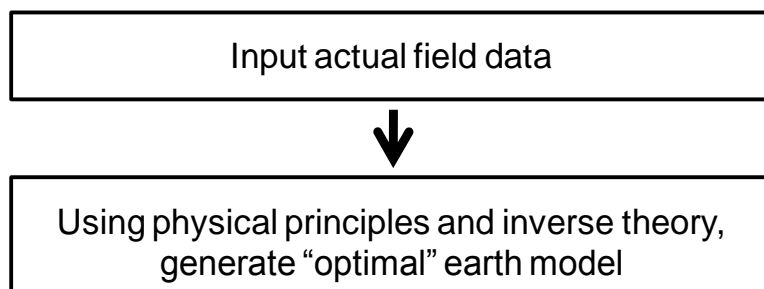 Input actual field data
Using physical principles and inverse theory,
generate “optimal” earth model